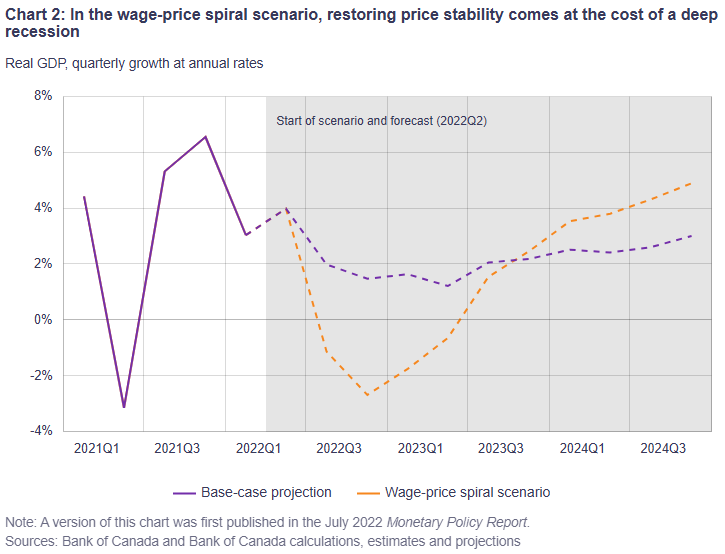 Chart 2: In the wage-price spiral scenario, restoring price stability comes at the cost of a deep
recession
Real GDP, quarterly growth at annual rates
8%
6%
4%
2%
0%
-2%
-4%
Start of scenario and forecast (2022Q2)
2021Q1 2021Q3 2022Q1 2022Q3 2023Q1 2023Q3 2024Q1 2024Q3
Base-case projection Wage-price spiral scenario
Note: A version of this chart was first published in the July 2022 Monetary Policy Report.
Sources: Bank of Canada and Bank of Canada calculations, estimates and projections